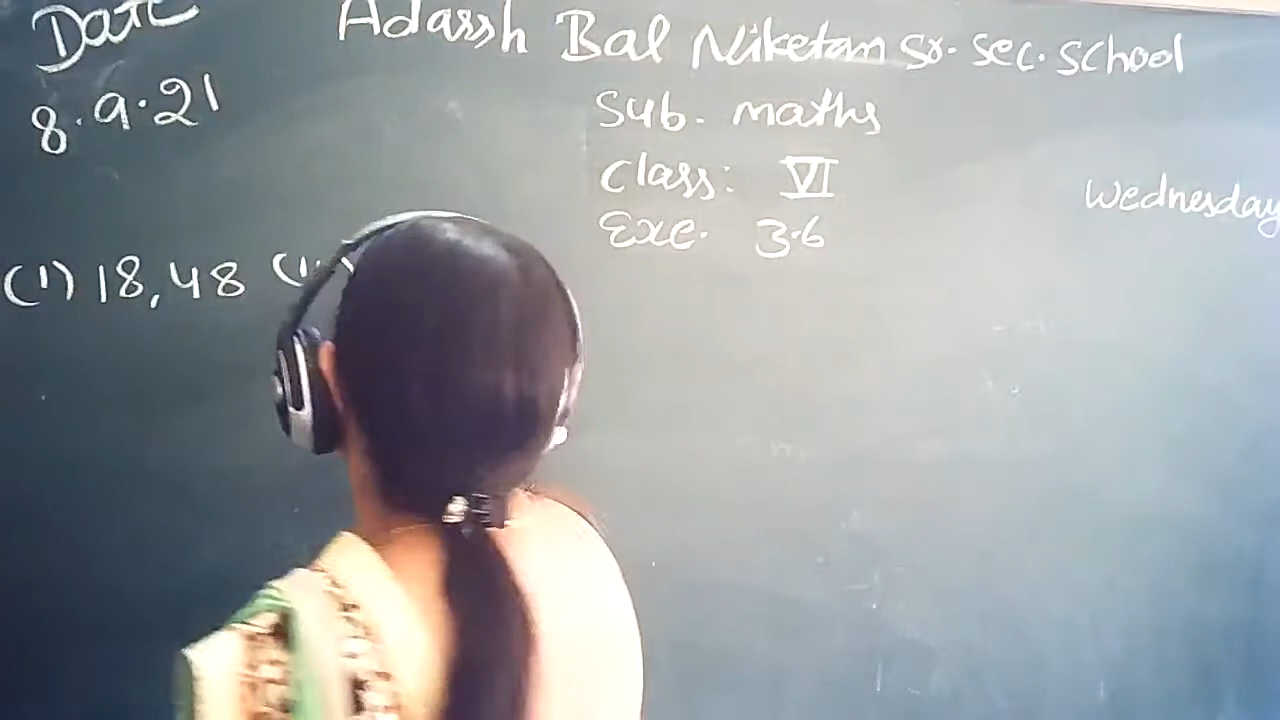 Date
8.9.21
Adarsh Bal Niketan Sr. Sec. School
Sub. maths
Class: VI
Exe. 3.6
Wednesday
(i) 18, 48